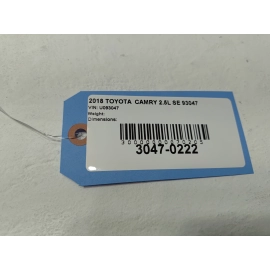 2018 TOYOTA CAMRY 2.5L SE 93047
VIN: U093047
Weight:
Dimensions:
3047-0222